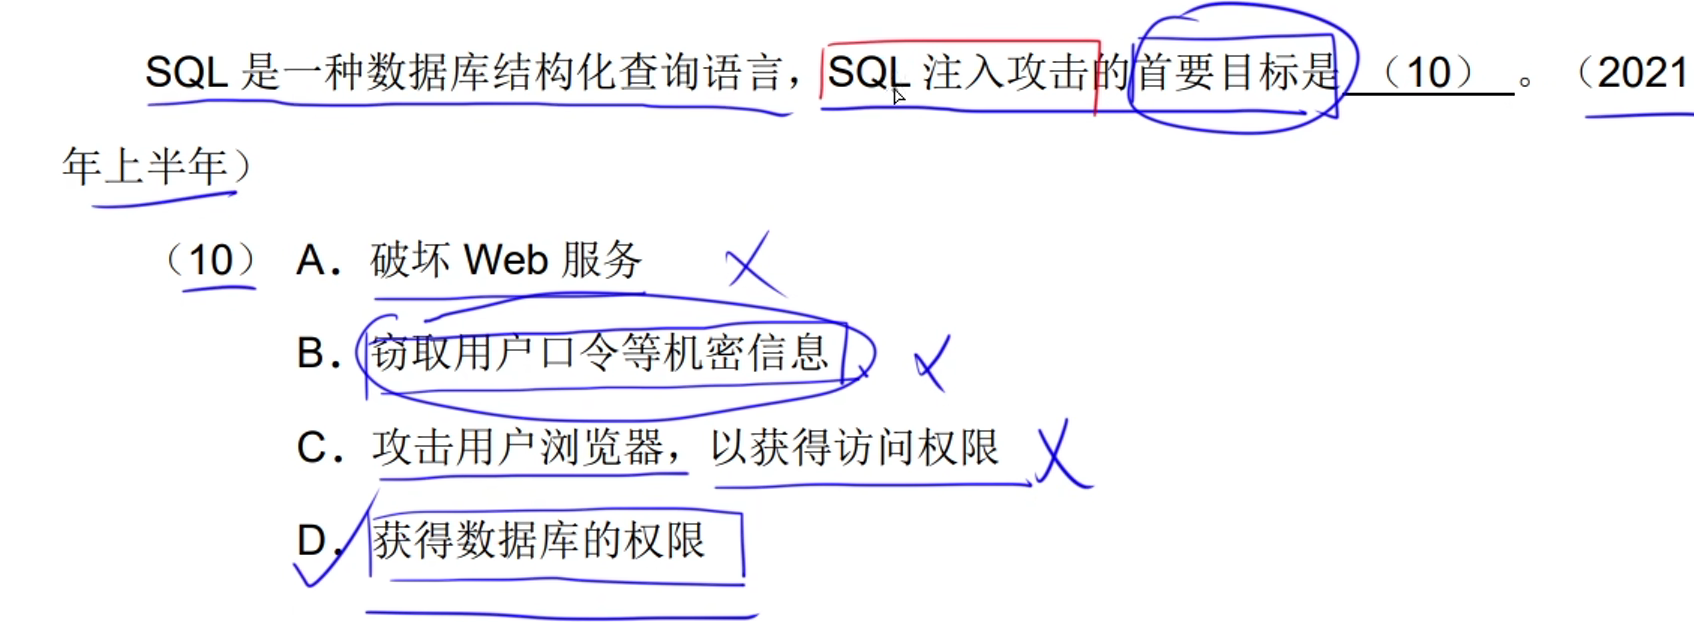 SQL 是一种数据库结构化查询语言，SQL 注入攻击的首要目标是（10）。（2021
年上半年）
（10） A．破坏 Web 服务
B．窃取用户口令等机密信息
C．攻击用户浏览器，以获得访问权限
D．获得数据库的权限